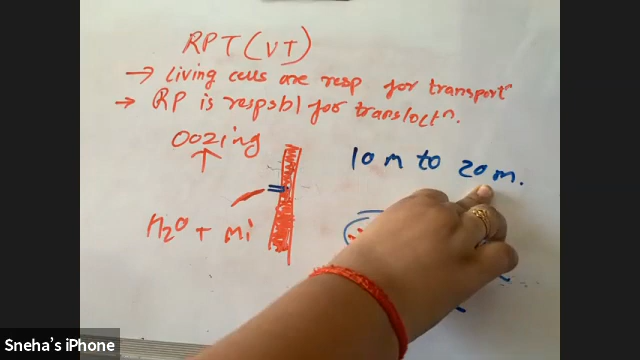 RPT (VT)
→ living cells are resp for transportⁿ
→ RP is respsbl for transloctⁿ.
oozing
10 m to 20 m.
H₂O + mi
Sneha's iPhone